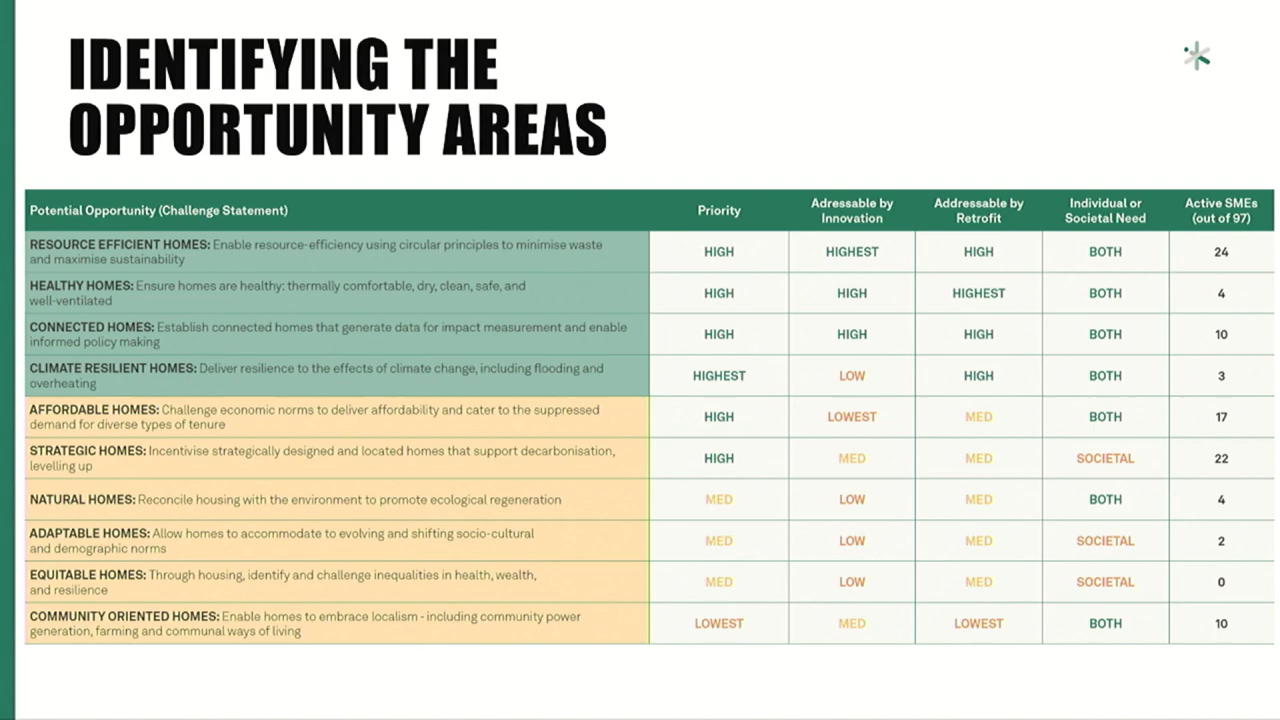 IDENTIFYING THE
OPPORTUNITY AREAS
Potential Opportunity (Challenge Statement)
Priority
Adressable by
Innovation
Addressable by
Retrofit
Individual or
Societal Need
Active SMEs
(out of 97)
RESOURCE EFFICIENT HOMES: Enable resource-efficiency using circular principles to minimise waste
and maximise sustainability
HIGH
HIGHEST
HIGH
BOTH
24
HEALTHY HOMES: Ensure homes are healthy: thermally comfortable, dry, clean, safe, and
well-ventilated
HIGH
HIGH
HIGHEST
BOTH
4
CONNECTED HOMES: Establish connected homes that generate data for impact measurement and enable
informed policy making
HIGH
HIGH
HIGH
BOTH
10
CLIMATE RESILIENT HOMES: Deliver resilience to the effects of climate change, including flooding and
overheating
HIGHEST
LOW
HIGH
BOTH
3
AFFORDABLE HOMES: Challenge economic norms to deliver affordability and cater to the suppressed
demand for diverse types of tenure
HIGH
LOWEST
MED
BOTH
17
STRATEGIC HOMES: Incentivise strategically designed and located homes that support decarbonisation,
levelling up
HIGH
MED
MED
SOCIETAL
22
NATURAL HOMES: Reconcile housing with the environment to promote ecological regeneration
MED
LOW
MED
BOTH
4
ADAPTABLE HOMES: Allow homes to accommodate to evolving and shifting socio-cultural
and demographic norms
MED
LOW
MED
SOCIETAL
2
EQUITABLE HOMES: Through housing, identify and challenge inequalities in health, wealth,
and resilience
MED
LOW
MED
SOCIETAL
0
COMMUNITY ORIENTED HOMES: Enable homes to embrace localism - including community power
generation, farming and communal ways of living
LOWEST
MED
LOWEST
BOTH
10